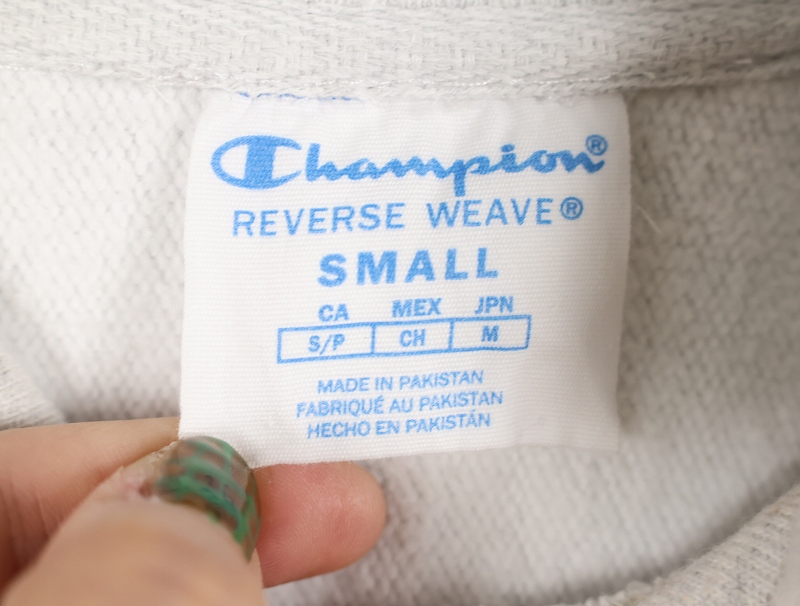 Champion®
REVERSE WEAVE®
SMALL
CA MEX JPN
S/P CH M
MADE IN PAKISTAN
FABRIQUÉ AU PAKISTAN
HECHO EN PAKISTÁN